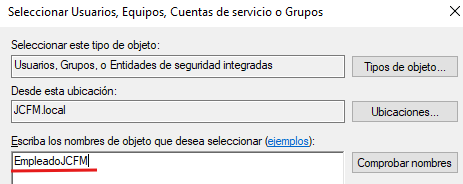 Seleccionar Usuarios, Equipos, Cuentas de servicio o Grupos
Seleccionar este tipo de objeto:
Usuarios, Grupos, o Entidades de seguridad integradas
Tipos de objeto...
Desde esta ubicación:
JCFM.local
Ubicaciones...
Escriba los nombres de objeto que desea seleccionar (ejemplos):
EmpleadoJCFM
Comprobar nombres